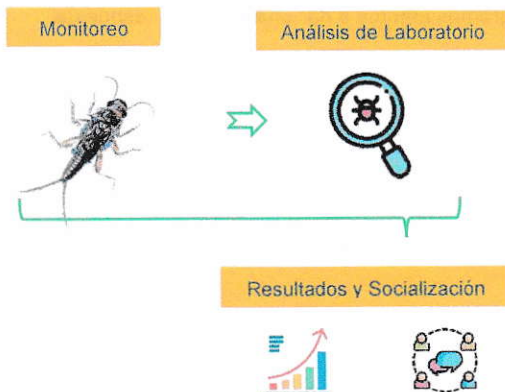 Monitoreo
Análisis de Laboratorio
Resultados y Socialización